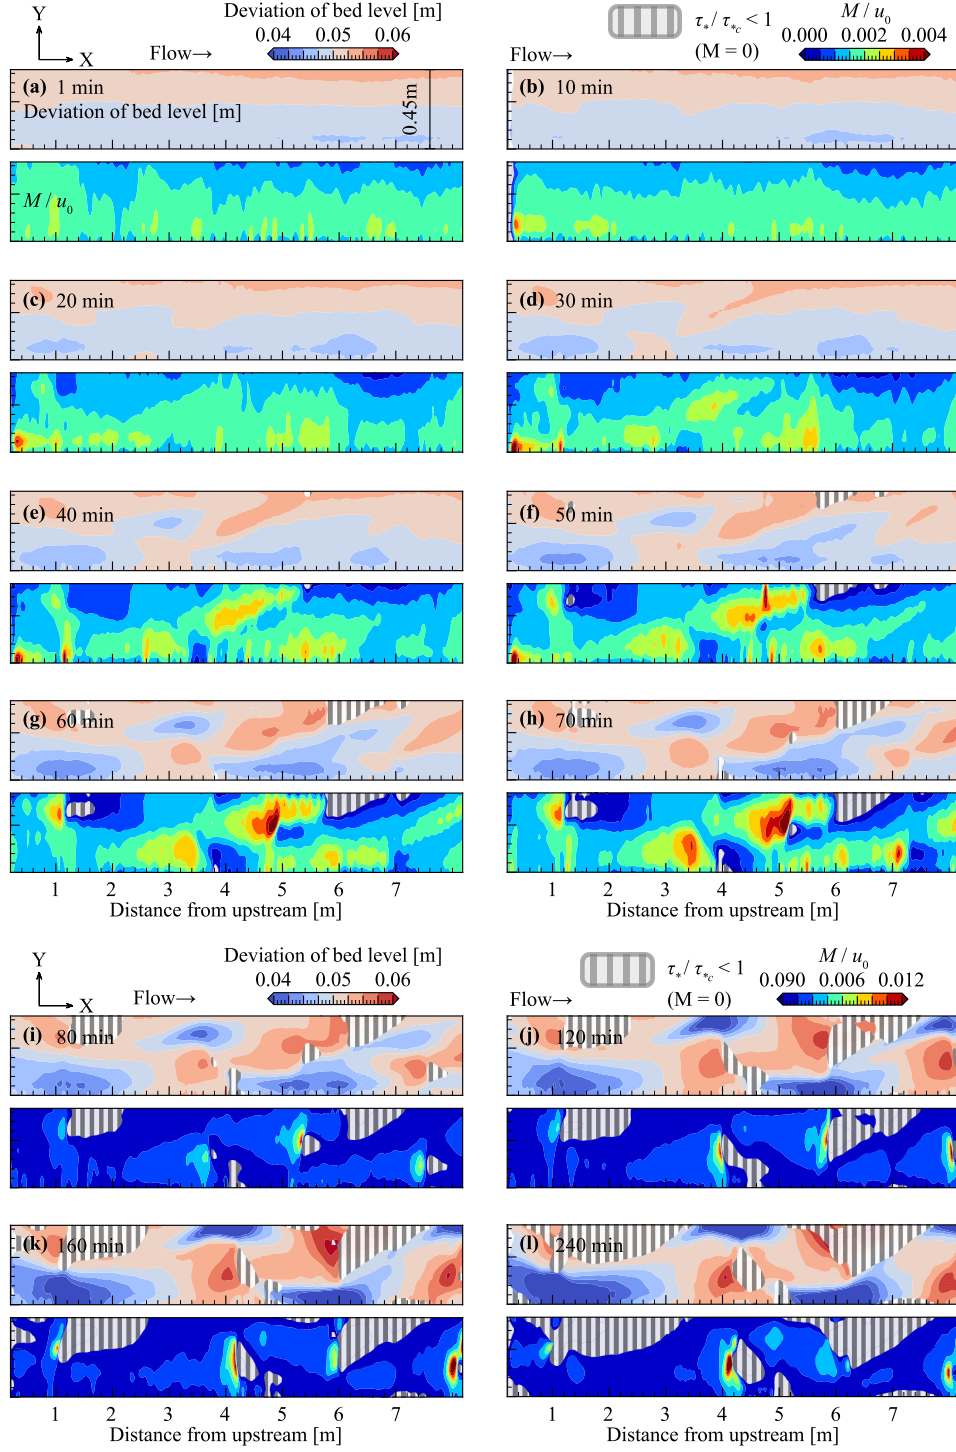 Y
X
Flow→
Deviation of bed level [m]
0.04 0.05 0.06
τ* / τ*c < 1
(M = 0)
M / u0
0.000 0.002 0.004
Flow→
(a) 1 min
Deviation of bed level [m]
0.45m
M / u0
(b) 10 min
(c) 20 min
(d) 30 min
(e) 40 min
(f) 50 min
(g) 60 min
(h) 70 min
1 2 3 4 5 6 7
Distance from upstream [m]
1 2 3 4 5 6 7
Distance from upstream [m]
Y
X
Flow→
Deviation of bed level [m]
0.04 0.05 0.06
τ* / τ*c < 1
(M = 0)
M / u0
0.090 0.006 0.012
Flow→
(i) 80 min
(j) 120 min
(k) 160 min
(l) 240 min
1 2 3 4 5 6 7
Distance from upstream [m]
1 2 3 4 5 6 7
Distance from upstream [m]